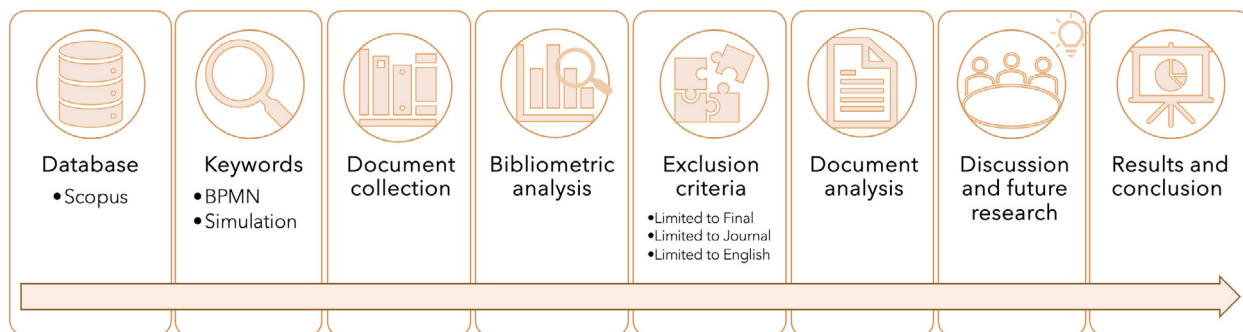 Database
•Scopus
Keywords
•BPMN
•Simulation
Document
collection
Bibliometric
analysis
Exclusion
criteria
•Limited to Final
•Limited to Journal
•Limited to English
Document
analysis
Discussion
and future
research
Results and
conclusion